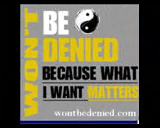 WON'T
BE
DENIED
BECAUSE WHAT
I WANT MATTERS
wontbedenied.com